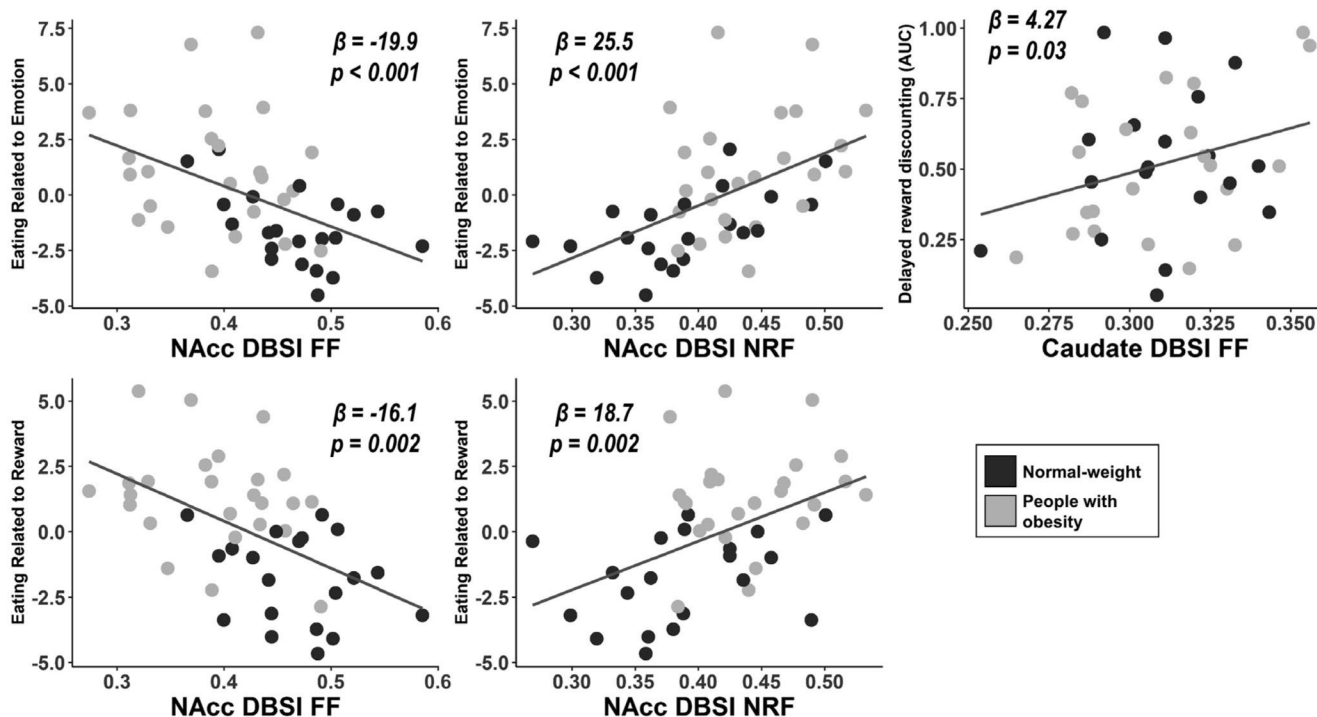 Eating Related to Emotion
7.5
5.0
2.5
0.0
-2.5
-5.0
β = -19.9
p < 0.001
0.3 0.4 0.5 0.6
NAcc DBSI FF
Eating Related to Emotion
7.5
5.0
2.5
0.0
-2.5
-5.0
β = 25.5
p < 0.001
0.30 0.35 0.40 0.45 0.50
NAcc DBSI NRF
Delayed reward discounting (AUC)
1.00
0.75
0.50
0.25
β = 4.27
p = 0.03
0.250 0.275 0.300 0.325 0.350
Caudate DBSI FF
Eating Related to Reward
5.0
2.5
0.0
-2.5
-5.0
β = -16.1
p = 0.002
0.3 0.4 0.5 0.6
NAcc DBSI FF
Eating Related to Reward
5.0
2.5
0.0
-2.5
-5.0
β = 18.7
p = 0.002
0.30 0.35 0.40 0.45 0.50
NAcc DBSI NRF
Normal-weight
People with
obesity